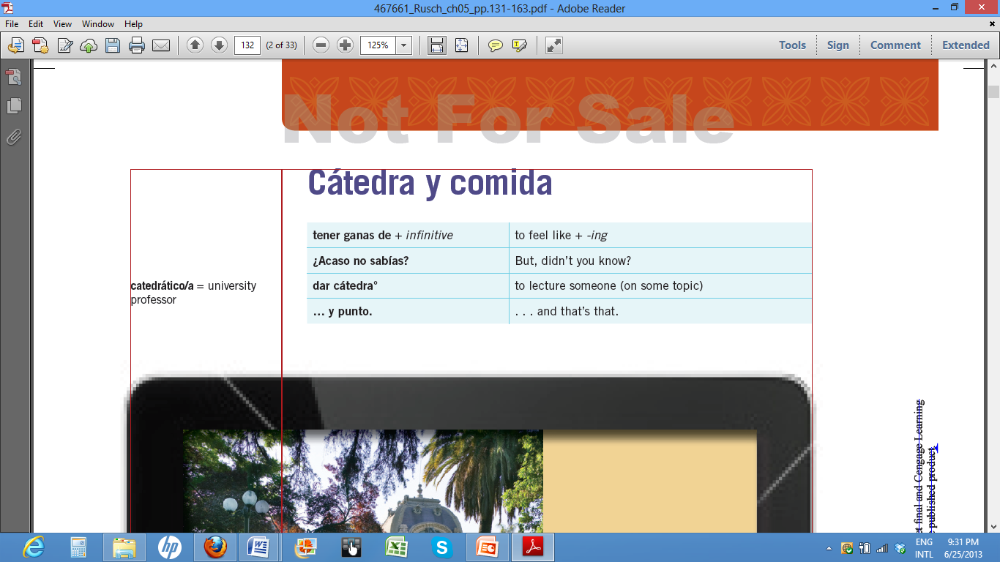 467661_Rusch_ch05_pp.131-163.pdf - Adobe Reader
File Edit View Window Help
132 (2 of 33) 125% Tools Sign Comment Extended
Not For Sale
Cátedra y comida
tener ganas de + infinitive to feel like + -ing
¿Acaso no sabías? But, didn't you know?
catedrático/a = university
professor
dar cátedra° to lecture someone (on some topic)
... y punto. . . . and that's that.
final and Cengage Learning
published product
ENG 9:31 PM
INTL 6/25/2013